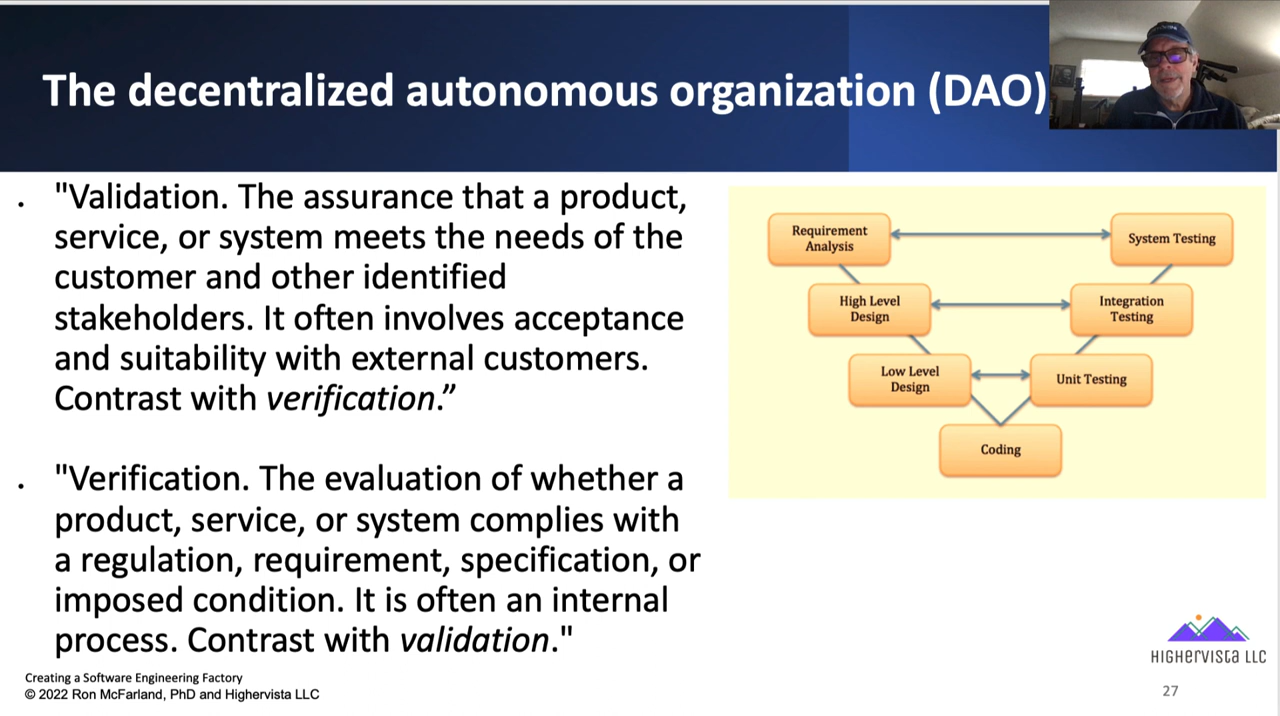 The decentralized autonomous organization (DAO)
• "Validation. The assurance that a product,
service, or system meets the needs of the
customer and other identified
stakeholders. It often involves acceptance
and suitability with external customers.
Contrast with verification.”
• "Verification. The evaluation of whether a
product, service, or system complies with
a regulation, requirement, specification, or
imposed condition. It is often an internal
process. Contrast with validation."
Requirement
Analysis
System Testing
High Level
Design
Integration
Testing
Low Level
Design
Unit Testing
Coding
Creating a Software Engineering Factory
© 2022 Ron McFarland, PhD and Highervista LLC
HIGHERVISTA LLC
27